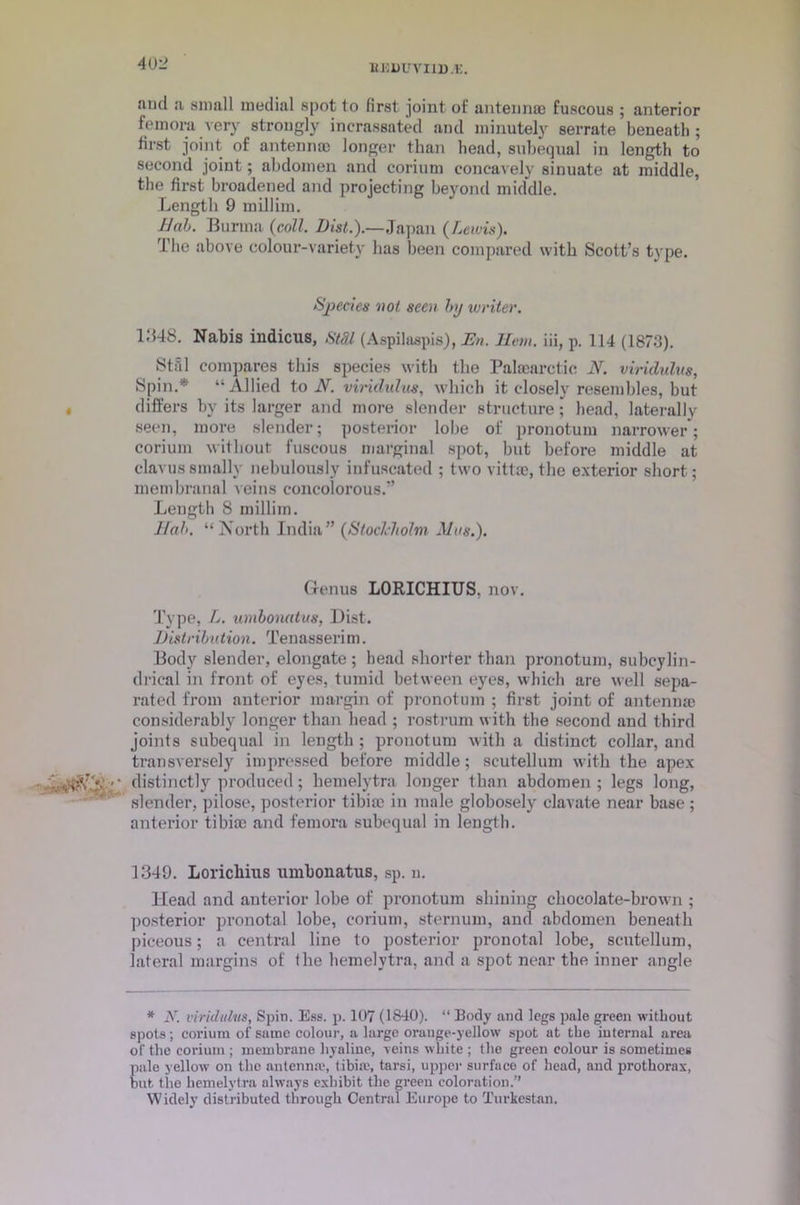 402
REDUVIIDÆ.
and a small medial spot to first joint of antennæ fuscous ; anterior
femora very strongly incrassated and minutely serrate beneath ;
first joint of antennæ longer than head, subequal in length to
second joint ; abdomen and corium concavely sinuate at middle,
the first broadened and projecting beyond middle.
Length 9 millim.
Hab. Burma (coll. Dist.).—Japan (Lewis).
The above colour-variety has been compared with Scott's type.
Species not seen by writer.
1348. Nabis indicus, Stål (Aspilaspis), En. Hem. iii, p. 114 (1873).
Stål compares this species with the Palæarctic N. viridulus,
Spin.* “Allied to N. viridulus, which it closely resembles, but
differs by its larger and more slender structure ; head, laterally
seen, more slender; posterior lobe of pronotum narrower ;
corium without fuscous marginal spot, but before middle at
clavus smally nebulously infuscated ; two vittæ, the exterior short ;
membranal veins concolorous.”
Length 8 millim.
Hab. “North India” (Stockholm Mus.).
Genus LORICHIUS, nov.
Type, L. umbonatus, Dist.
Distribution. Tenasserim.
Body slender, elongate ; head shorter than pronotum, subcylin-
drical in front of eyes, tumid between eyes, which are well sepa-
rated from anterior margin of pronotum ; first joint of antennæ
considerably longer than head ; rostrum with the second and third
joints subequal in length ; pronotum with a distinct collar, and
transversely impressed before middle ; scutellum with the apex
distinctly produced ; hemelytra longer than abdomen ; legs long,
slender, pilose, posterior tibiæ in male globosely clavate near base ;
anterior tibiæ and femora subequal in length.
1349. Lorichius umbonatus, sp. n.
Head and anterior lobe of pronotum shining chocolate-brown ;
posterior pronotal lobe, corium, sternum, and abdomen beneath
piceous ; a central line to posterior pronotal lobe, scutellum,
lateral margins of the hemelytra, and a spot near the inner angle
* N. viridulus, Spin. Ess. p. 107 (1840). “Body and legs pale green without
spots ; corium of same colour, a large orange-yellow spot at the internal area
of the corium ; membrane hyaline, veins white ; the green colour is sometimes
pale yellow on the antennæ, tibiæ, tarsi, upper surface of head, and prothorax,
but the hemelytra always exhibit the green coloration.”
Widely distributed through Central Europe to Turkestan.